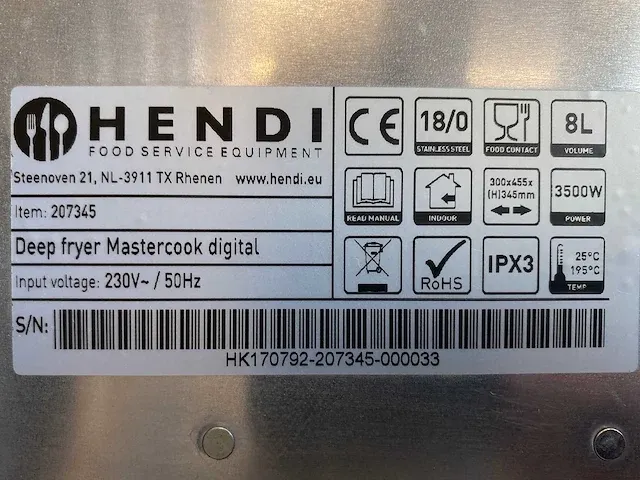 HENDI
FOOD SERVICE EQUIPMENT
Steenoven 21, NL-3911 TX Rhenen www.hendi.eu
Item: 207345
Deep fryer Mastercook digital
Input voltage: 230V~ / 50Hz
CE
18/0
STAINLESS STEEL
FOOD CONTACT
8L
VOLUME
READ MANUAL
INDOOR
300x455x
(H)345mm
3500W
POWER
RoHS
IPX3
25°C
195°C
TEMP
S/N:
HK170792-207345-000033